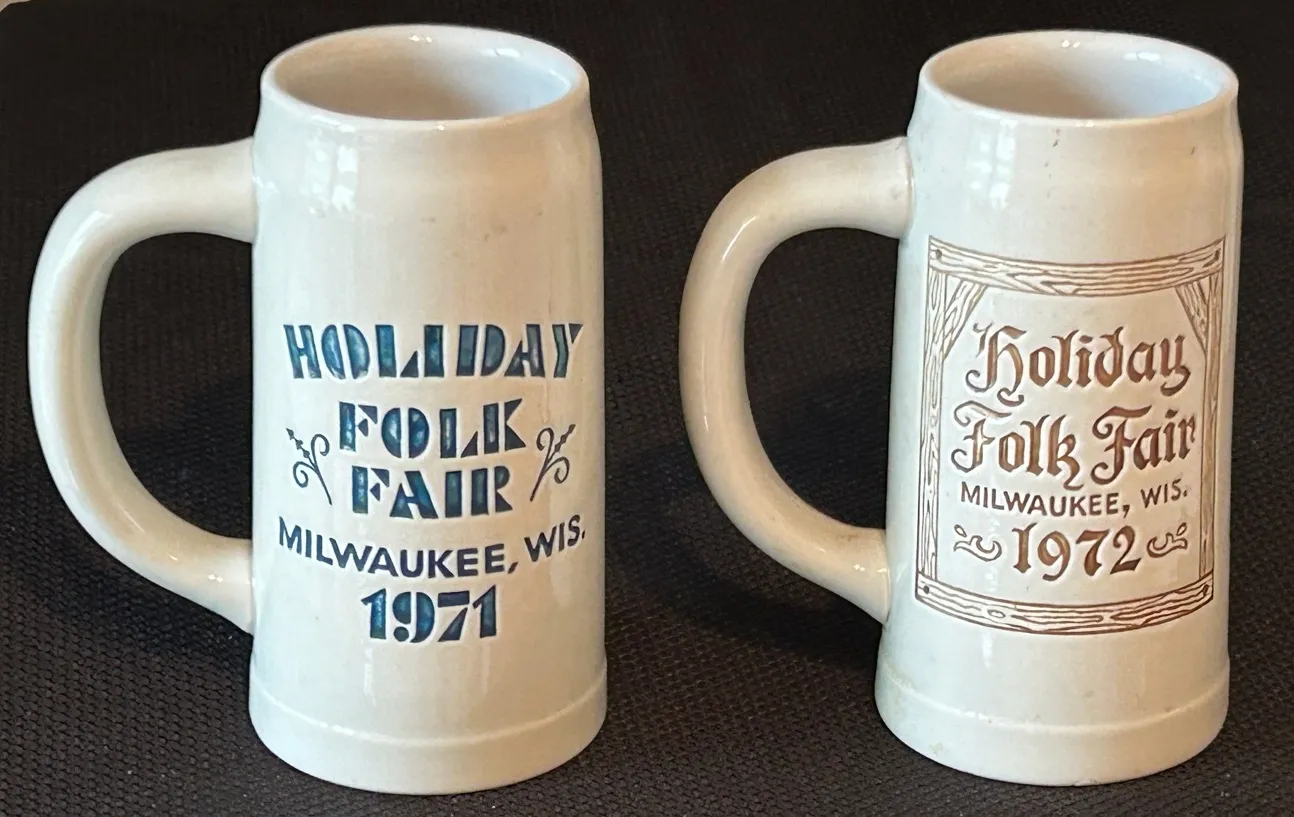 HOLIDAY
FOLK
FAIR
MILWAUKEE, WIS.
1971
Holiday
Folk Fair
MILWAUKEE, WIS.
1972